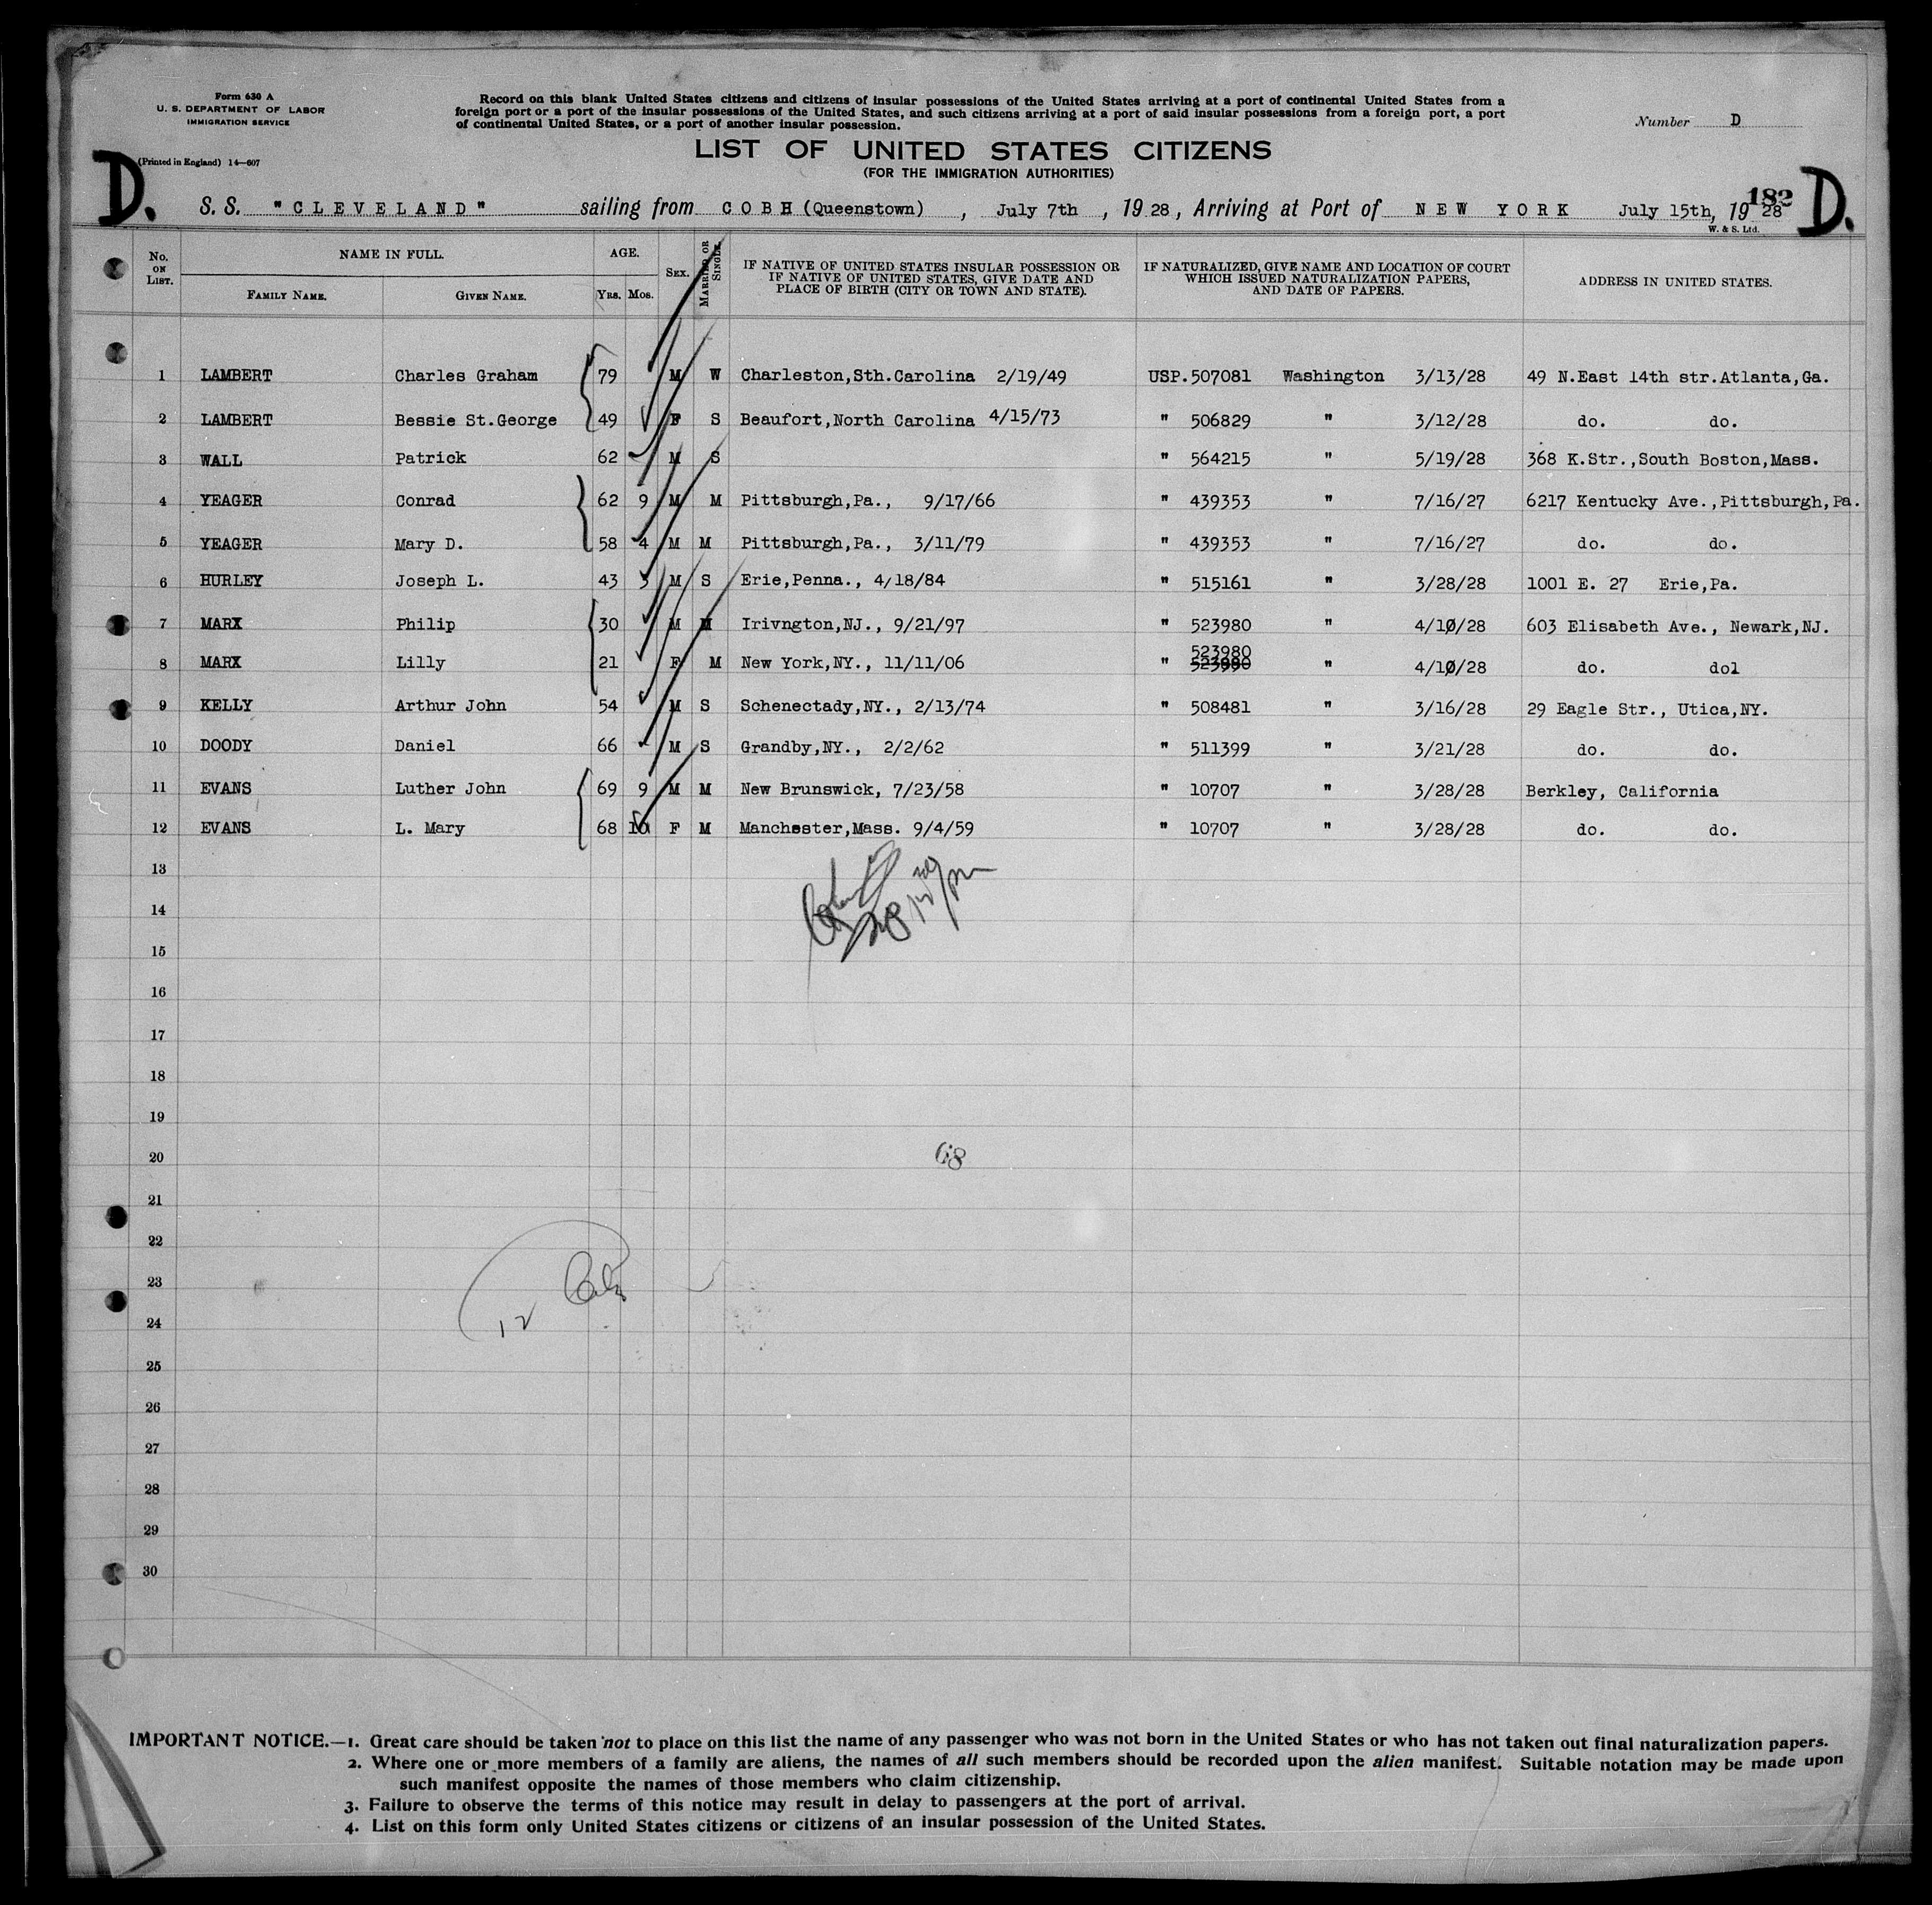 Form 630 A
U. S. DEPARTMENT OF LABOR
IMMIGRATION SERVICE
(Printed in England) 14—607
Record on this blank United States citizens and citizens of insular possessions of the United States arriving at a port of continental United States from a
foreign port or a port of the insular possessions of the United States, and such citizens arriving at a port of said insular possessions from a foreign port, a port
of continental United States, or a port of another insular possession.
Number D
LIST OF UNITED STATES CITIZENS
(FOR THE IMMIGRATION AUTHORITIES)
182
D. S. S. "CLEVELAND" sailing from COBH (Queenstown), July 7th, 1928, Arriving at Port of NEW YORK July 15th, 1928 D.
W. & S. Ltd.
No. ON LIST. NAME IN FULL. FAMILY NAME. GIVEN NAME. AGE. YRS. MOS. SEX. MARRIED OR SINGLE. IF NATIVE OF UNITED STATES INSULAR POSSESSION OR IF NATIVE OF UNITED STATES, GIVE DATE AND PLACE OF BIRTH (CITY OR TOWN AND STATE). IF NATURALIZED, GIVE NAME AND LOCATION OF COURT WHICH ISSUED NATURALIZATION PAPERS, AND DATE OF PAPERS. ADDRESS IN UNITED STATES.
1 LAMBERT Charles Graham 79 M W Charleston,Sth.Carolina 2/19/49 USP.507081 Washington 3/13/28 49 N.East 14th str.Atlanta,Ga.
2 LAMBERT Bessie St.George 49 F S Beaufort,North Carolina 4/15/73 " 506829 " 3/12/28 do. do.
3 WALL Patrick 62 M S " 564215 " 5/19/28 368 K.Str.,South Boston,Mass.
4 YEAGER Conrad 62 9 M M Pittsburgh,Pa., 9/17/66 " 439353 " 7/16/27 6217 Kentucky Ave.,Pittsburgh,Pa.
5 YEAGER Mary D. 58 4 M M Pittsburgh,Pa., 3/11/79 " 439353 " 7/16/27 do. do.
6 HURLEY Joseph L. 43 3 M S Erie,Penna., 4/18/84 " 515161 " 3/28/28 1001 E. 27 Erie,Pa.
7 MARX Philip 30 M M Irivngton,NJ., 9/21/97 " 523980 " 4/10/28 603 Elisabeth Ave., Newark,NJ.
8 MARX Lilly 21 F M New York,NY., 11/11/06 " 523980 " 4/10/28 do. dol
9 KELLY Arthur John 54 M S Schenectady,NY., 2/13/74 " 508481 " 3/16/28 29 Eagle Str., Utica,NY.
10 DOODY Daniel 66 M S Grandby,NY., 2/2/62 " 511399 " 3/21/28 do. do.
11 EVANS Luther John 69 9 M M New Brunswick, 7/23/58 " 10707 " 3/28/28 Berkley, California
12 EVANS L. Mary 68 10 F M Manchester,Mass. 9/4/59 " 10707 " 3/28/28 do. do.
13
14
15
16
17
18
19
20 68
21
22
23
24 12
25
26
27
28
29
30
IMPORTANT NOTICE.—1. Great care should be taken not to place on this list the name of any passenger who was not born in the United States or who has not taken out final naturalization papers.
2. Where one or more members of a family are aliens, the names of all such members should be recorded upon the alien manifest. Suitable notation may be made upon
such manifest opposite the names of those members who claim citizenship.
3. Failure to observe the terms of this notice may result in delay to passengers at the port of arrival.
4. List on this form only United States citizens or citizens of an insular possession of the United States.